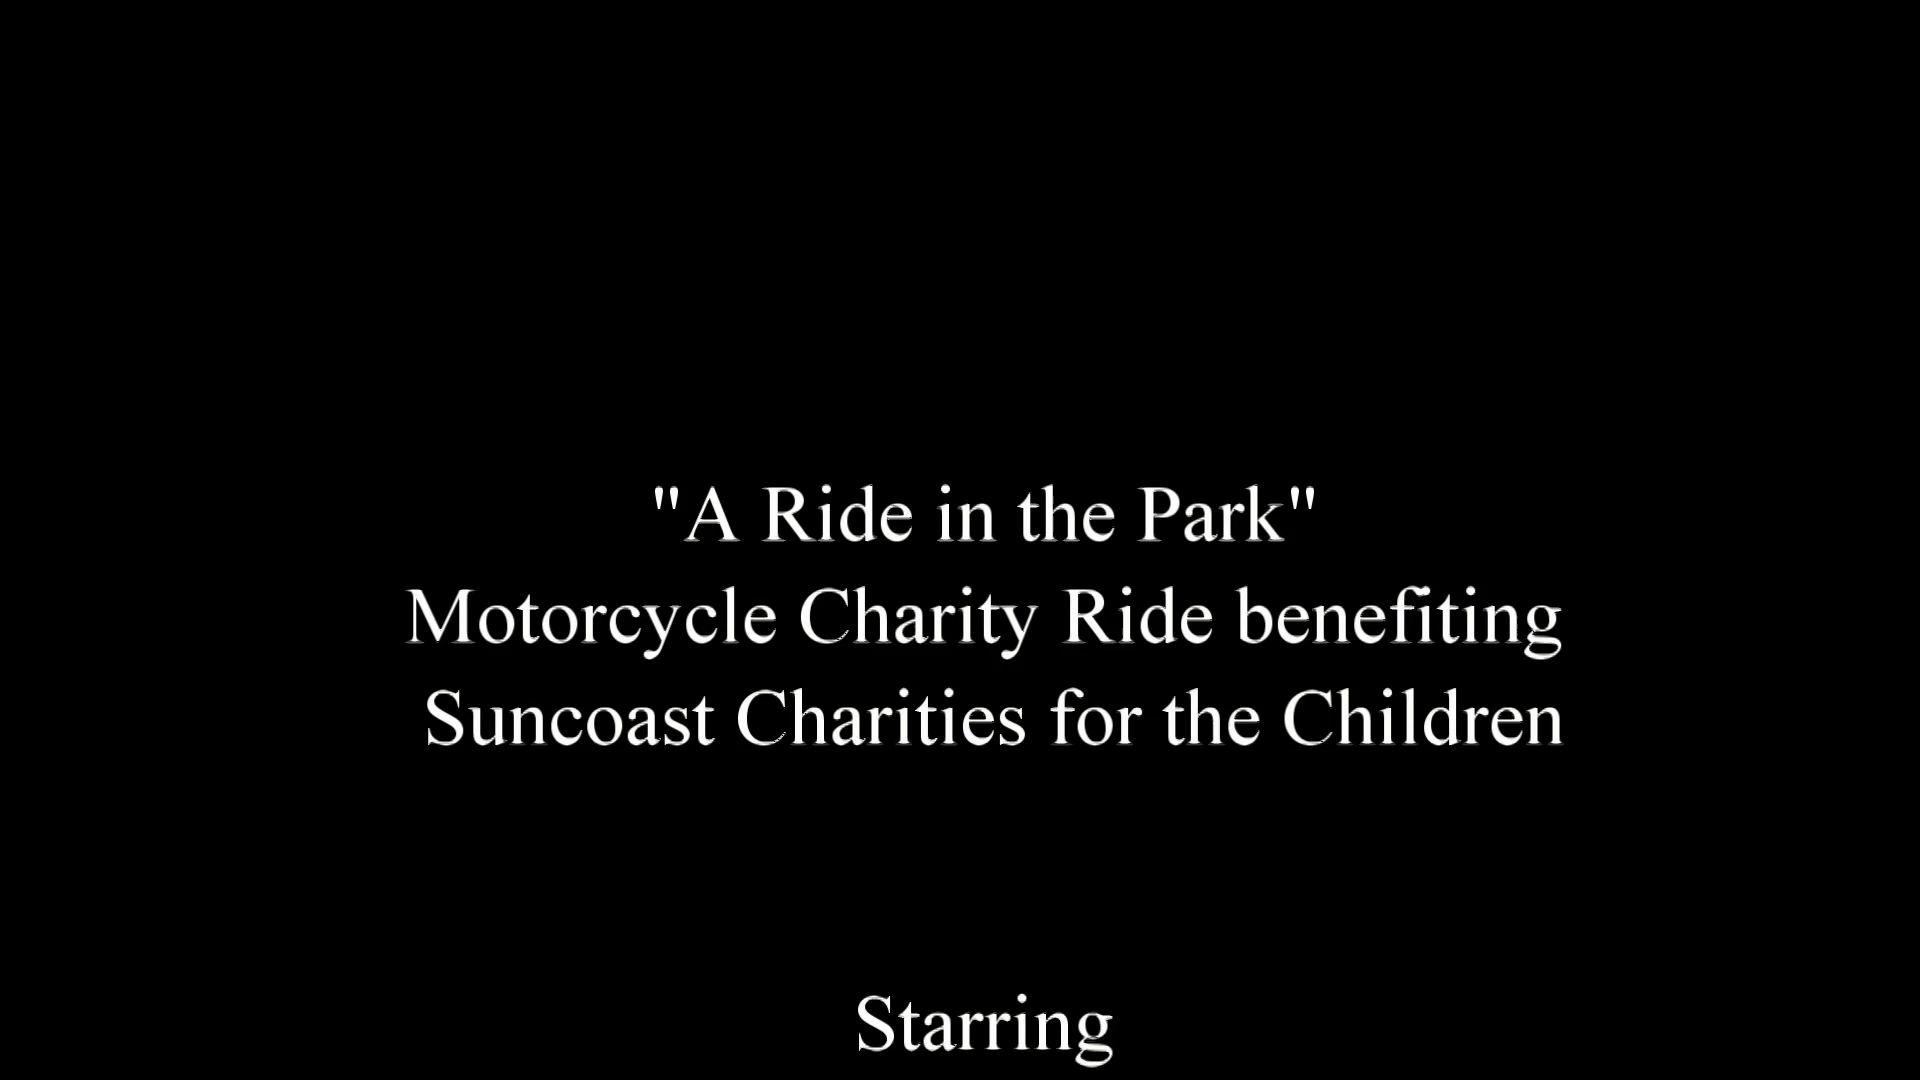 "A Ride in the Park"
Motorcycle Charity Ride benefiting
Suncoast Charities for the Children
Starring